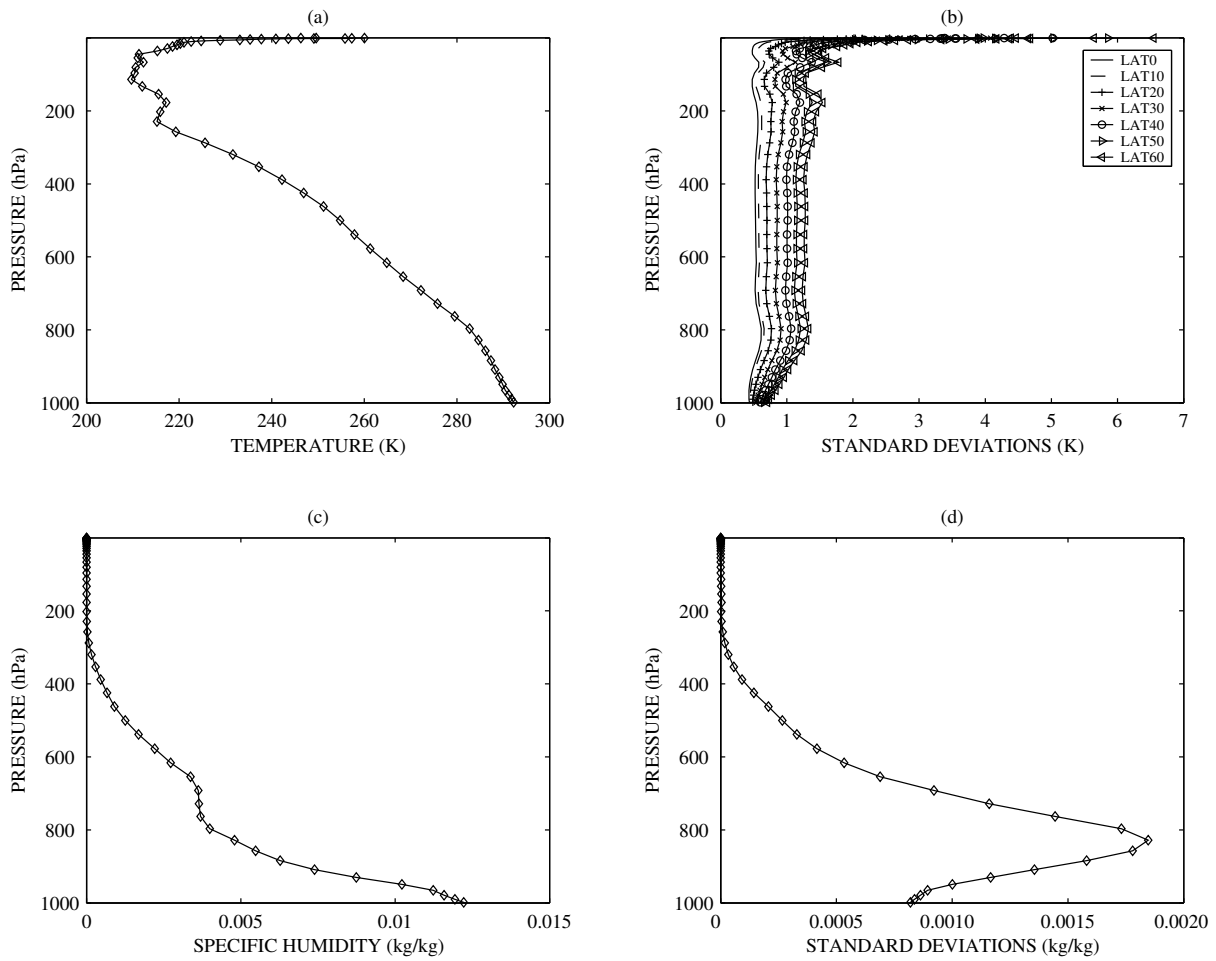 (a)
PRESSURE (hPa)
200
400
600
800
1000
200 220 240 260 280 300
TEMPERATURE (K)
(b)
PRESSURE (hPa)
200
400
600
800
1000
0 1 2 3 4 5 6 7
STANDARD DEVIATIONS (K)
LAT0
LAT10
LAT20
LAT30
LAT40
LAT50
LAT60
(c)
PRESSURE (hPa)
200
400
600
800
1000
0 0.005 0.01 0.015
SPECIFIC HUMIDITY (kg/kg)
(d)
PRESSURE (hPa)
200
400
600
800
1000
0 0.0005 0.0010 0.0015 0.0020
STANDARD DEVIATIONS (kg/kg)